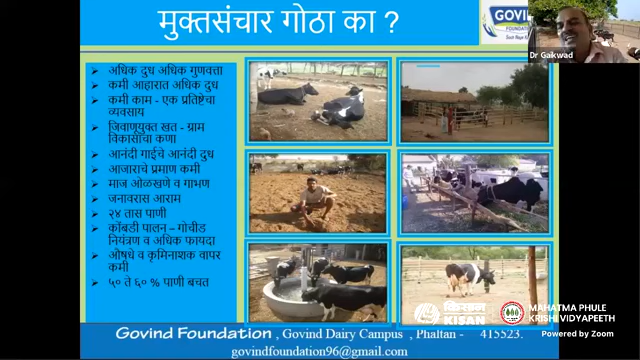 मुक्तसंचार गोठा का ?
GOVIND
FOUNDATION
Dr Gaikwad
अधिक दुध अधिक गुणवत्ता
कमी आहारात अधिक दुध
कमी काम - एक प्रतिष्ठेचा
व्यवसाय
जिवाणूयुक्त खत – ग्राम
विकासाचा कणा
आनंदी गाईचे आनंदी दुध
आजाराचे प्रमाण कमी
माज ओळखणे व गाभण
जनावरास आराम
२४ तास पाणी
कोंबडी पालन – गोचीड
नियंत्रण व अधिक फायदा
औषधे व कृमिनाशक वापर
कमी
५० ते ६० % पाणी बचत
किसान
KISAN
MAHATMA PHULE
KRISHI VIDYAPEETH
Powered by Zoom
Govind Foundation , Govind Dairy Campus , Phaltan - 415523.
govindfoundation96@gmail.com